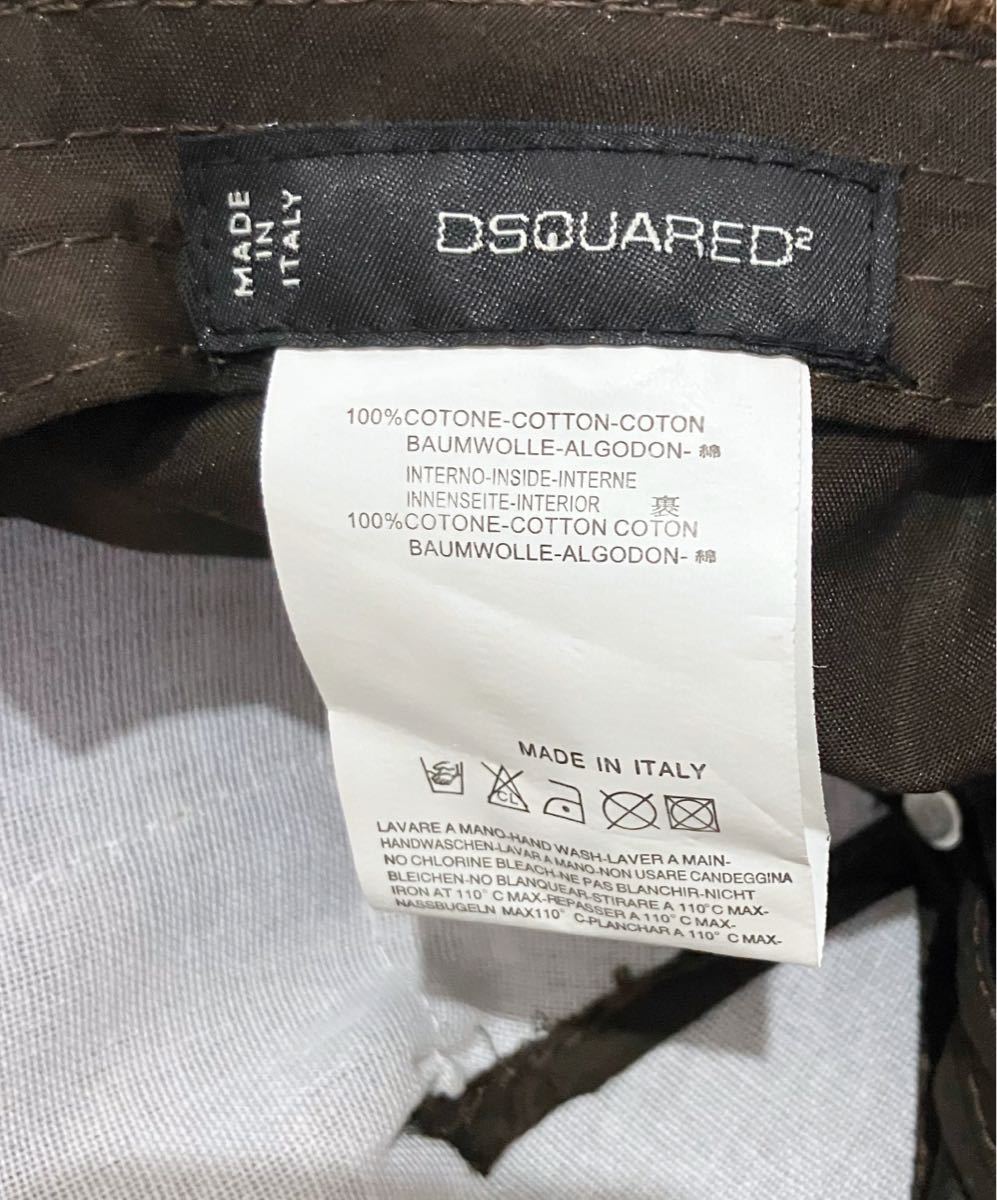 MADE
IN
ITALY
DSQUARED²
100%COTONE-COTTON-COTON
BAUMWOLLE-ALGODON-綿
INTERNO-INSIDE-INTERNE
INNENSEITE-INTERIOR 裏
100%COTONE-COTTON COTON
BAUMWOLLE-ALGODON-綿
MADE IN ITALY
CL
LAVARE A MANO-HAND WASH-LAVER A MAIN-
HANDWASCHEN-LAVAR A MANO-NON USARE CANDEGGINA
NO CHLORINE BLEACH-NE PAS BLANCHIR-NICHT
BLEICHEN-NO BLANQUEAR-STIRARE A 110°C MAX-
IRON AT 110° C MAX-REPASSER A 110° C MAX-
NASSBUGELN MAX110° C-PLANCHAR A 110° C MAX-